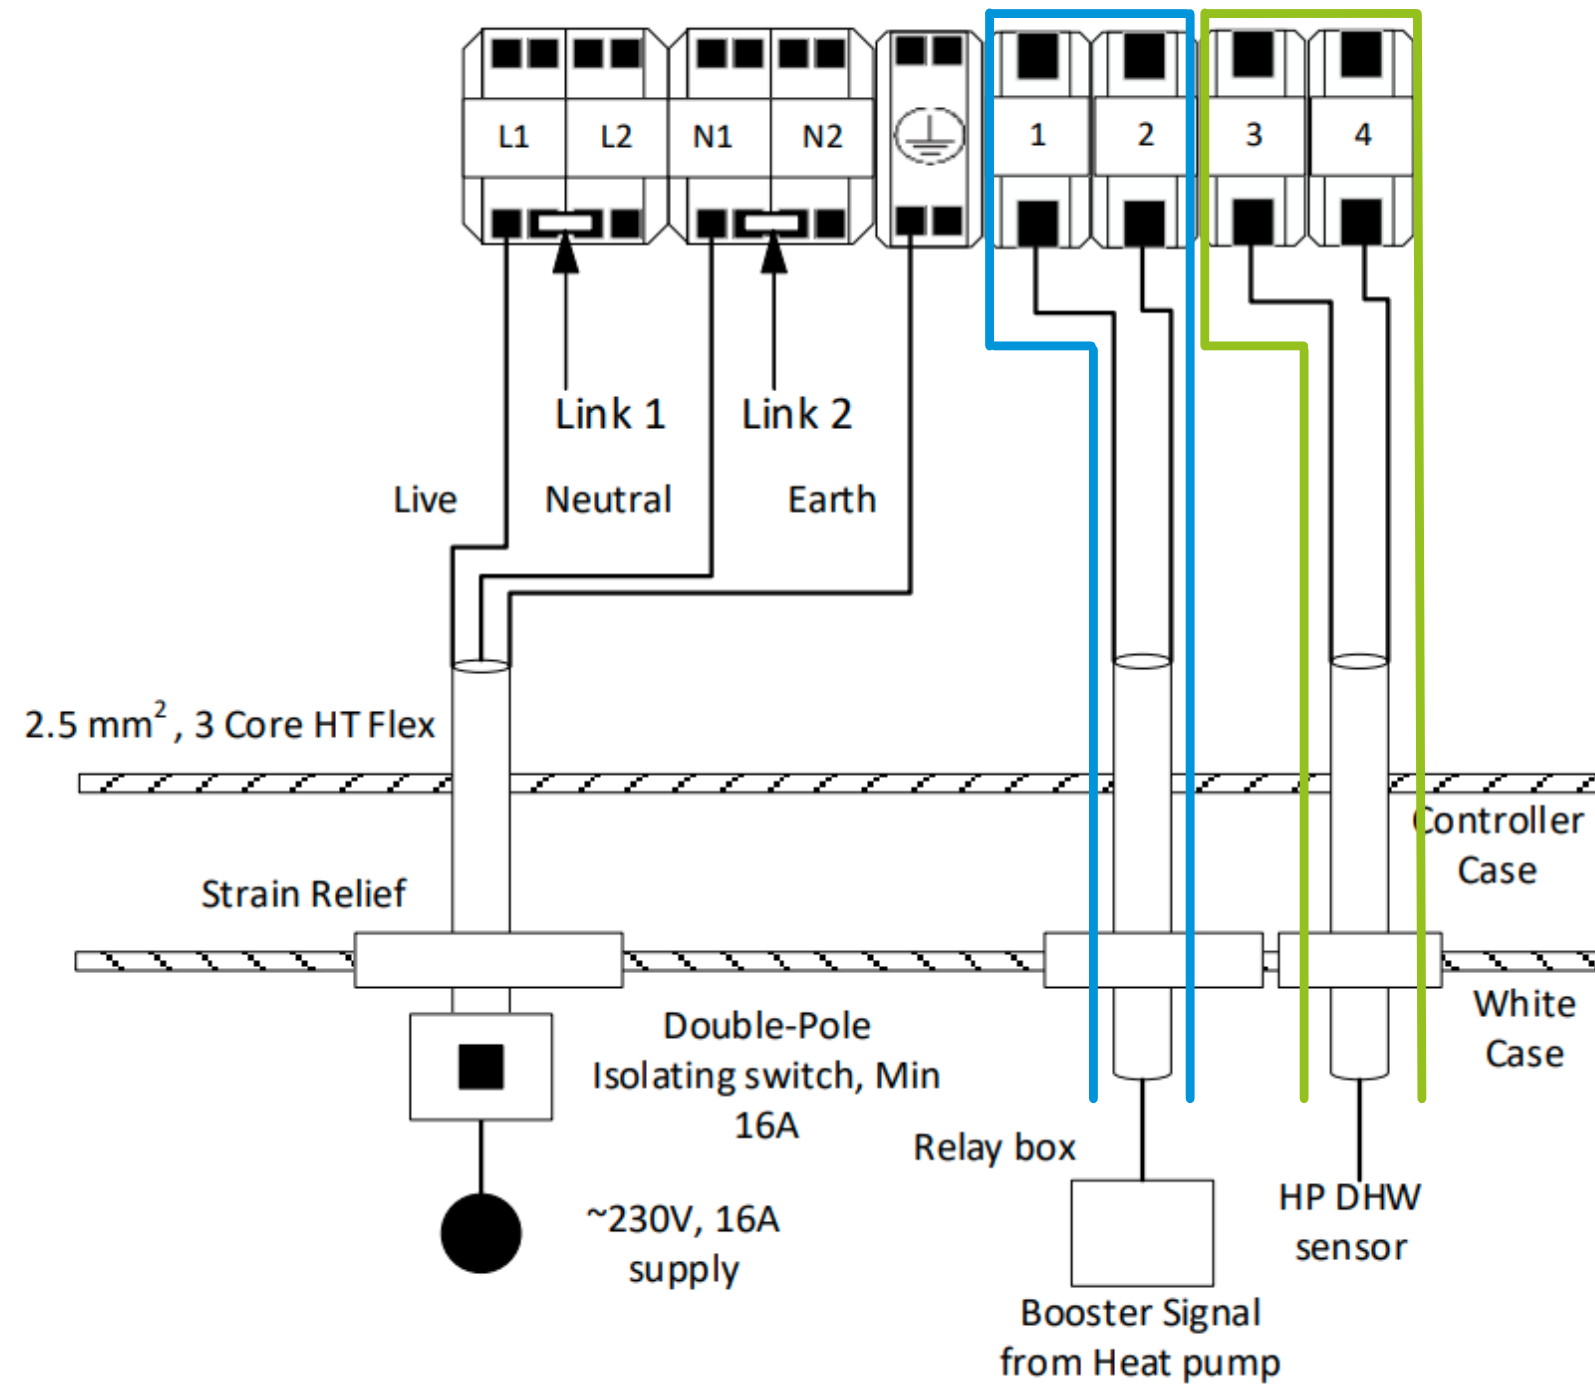 L1 L2 N1 N2 1 2 3 4
Link 1 Link 2
Live Neutral Earth
2.5 mm², 3 Core HT Flex
Controller
Case
Strain Relief
White
Case
Double-Pole
Isolating switch, Min
16A
Relay box
HP DHW
sensor
~230V, 16A
supply
Booster Signal
from Heat pump